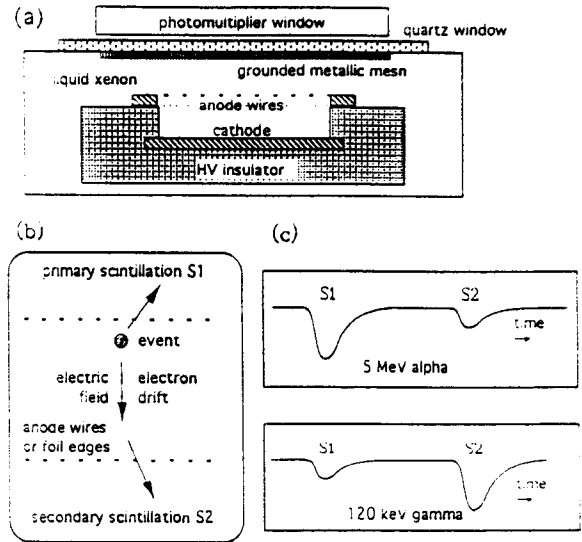 (a)
photomultiplier window
quartz window
liquid xenon
grounded metallic mesn
anode wires
cathode
HV insulator
(b)
primary scintillation S1
event
electric electron
field drift
anode wires
or foil edges
secondary scintillation S2
(c)
S1 S2
time
5 MeV alpha
S1 S2
time
120 kev gamma